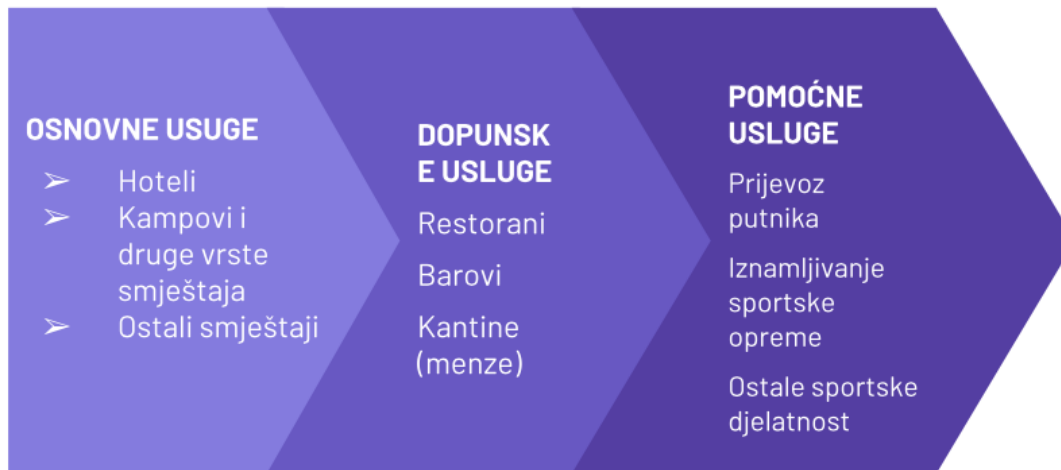 OSNOVNE USUGE
➢ Hoteli
➢ Kampovi i
druge vrste
smještaja
➢ Ostali smještaji
DOPUNSK
E USLUGE
Restorani
Barovi
Kantine
(menze)
POMOĆNE
USLUGE
Prijevoz
putnika
Iznamljivanje
sportske
opreme
Ostale sportske
djelatnost